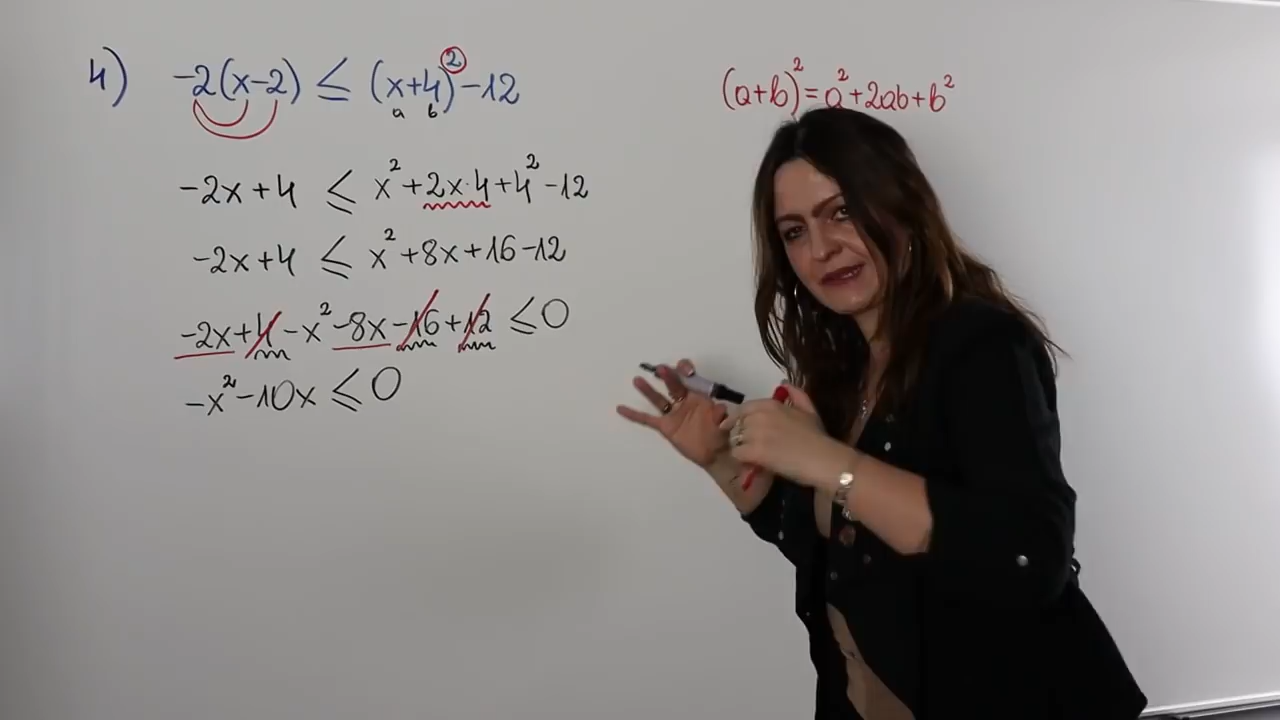 4) -2(x-2) ≤ (x+4)² -12
a b
(a+b)² = a² + 2ab + b²
-2x+4 ≤ x² + 2x·4 + 4² -12
-2x+4 ≤ x² + 8x + 16 -12
-2x+4 - x² - 8x - 16 + 12 ≤ 0
-x² - 10x ≤ 0